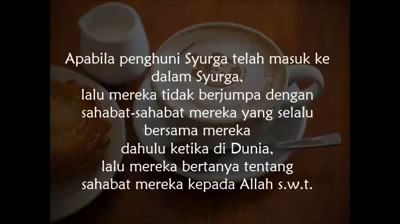 Apabila penghuni Syurga telah masuk ke
dalam Syurga,
lalu mereka tidak berjumpa dengan
sahabat-sahabat mereka yang selalu
bersama mereka
dahulu ketika di Dunia,
lalu mereka bertanya tentang
sahabat mereka kepada Allah s.w.t.